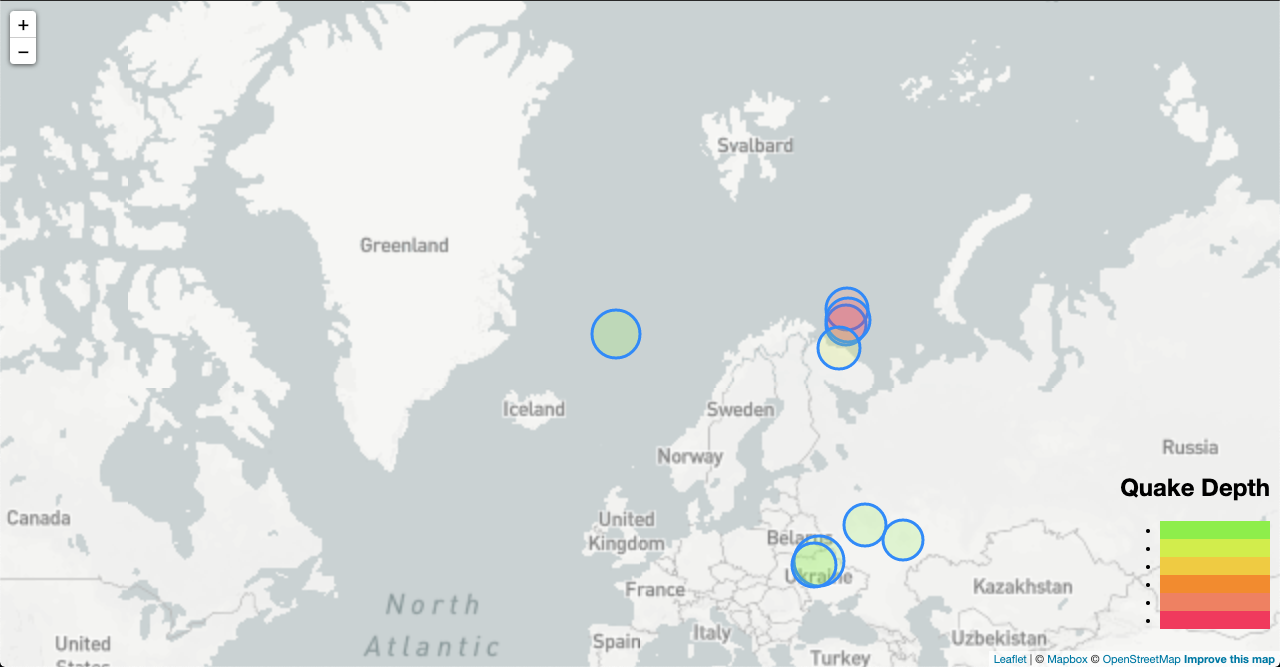 +
−
Svalbard
Greenland
Iceland
Sweden
Norway
Russia
Quake Depth
Canada
United
Kingdom
Belarus
Ukraine
France
Kazakhstan
North
Atlantic
United
States
Spain
Italy
Uzbekistan
Turkey
Leaflet | © Mapbox © OpenStreetMap Improve this map